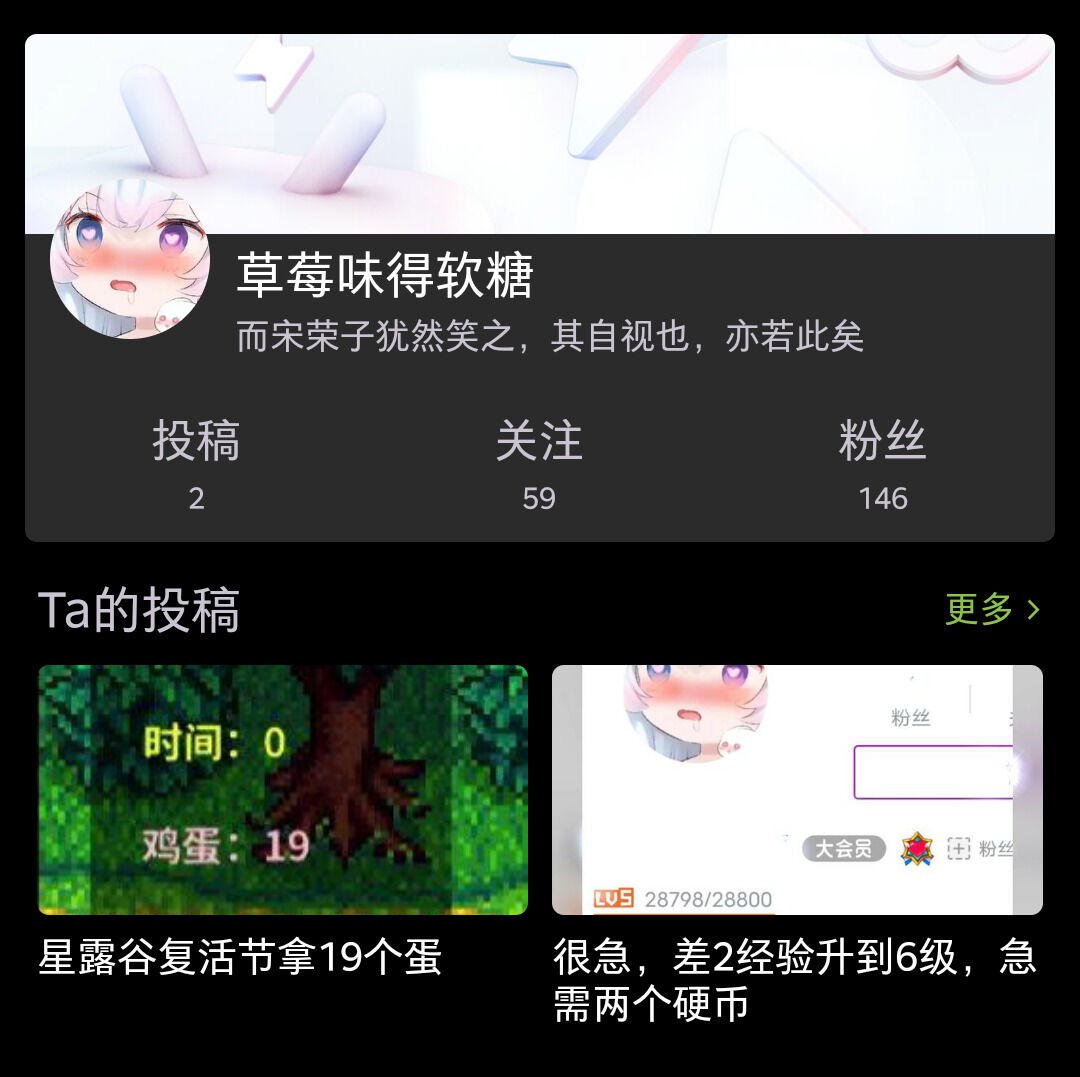 草莓味得软糖
而宋荣子犹然笑之，其自视也，亦若此矣
投稿 关注 粉丝
2 59 146
Ta的投稿 更多
时间：0
鸡蛋：19
粉丝
大会员 粉丝
LV5 28798/28800
星露谷复活节拿19个蛋
很急，差2经验升到6级，急
需两个硬币